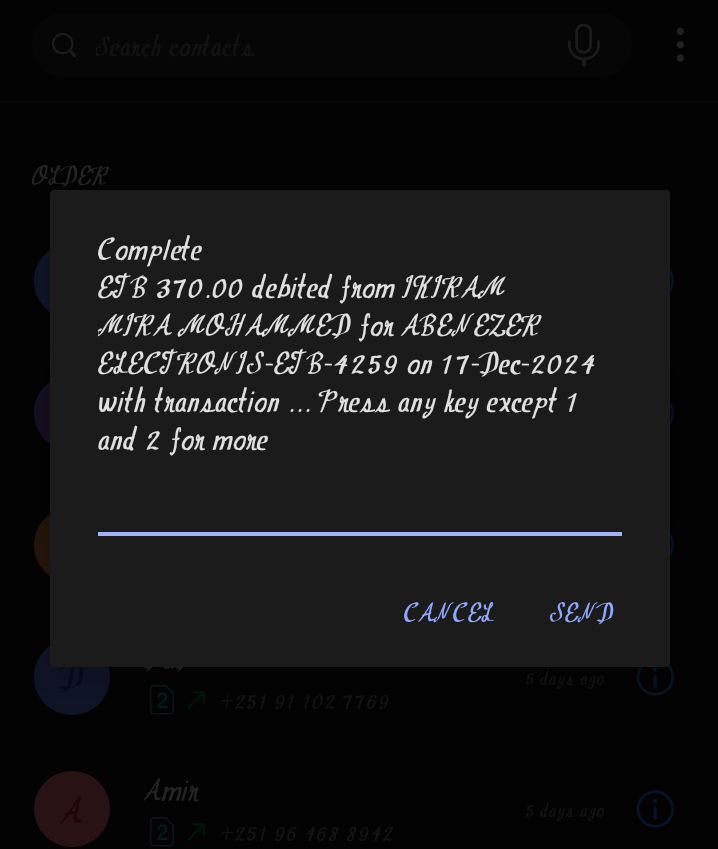 Search contacts
OLDER
Complete
ETB 370.00 debited from IKIRAM
MIRA MOHAMMED for ABENEZER
ELECTRONIS-ETB-4259 on 17-Dec-2024
with transaction ... Press any key except 1
and 2 for more
CANCEL SEND
5 days ago
2 +251 91 102 7769
A Amin
5 days ago
2 +251 96 468 8942